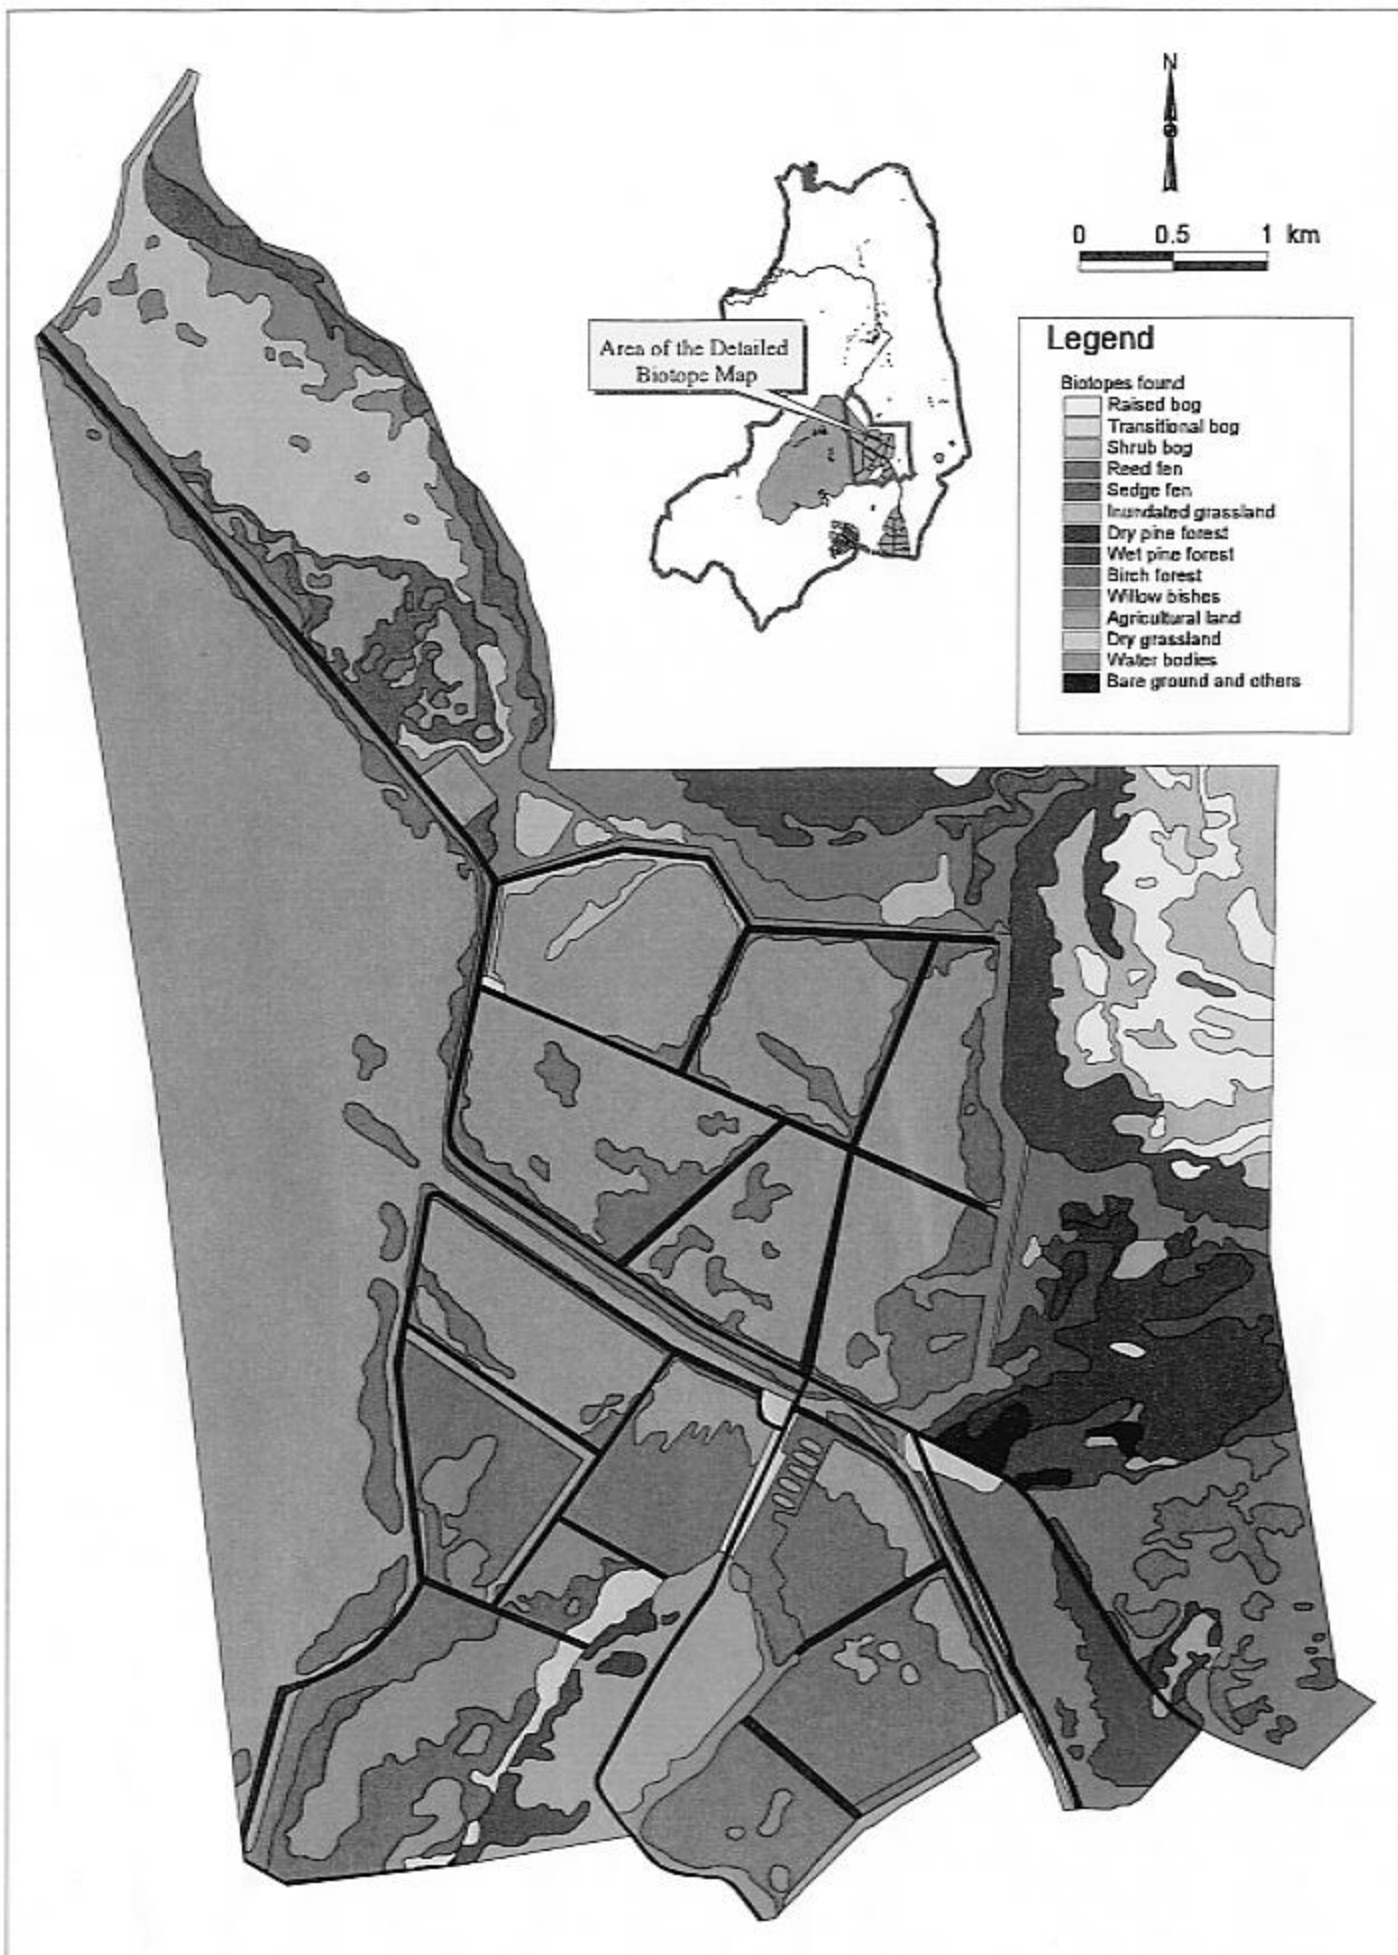 N
0 0.5 1 km
Area of the Detailed
Biotope Map
Legend
Biotopes found
Raised bog
Transitional bog
Shrub bog
Reed fen
Sedge fen
Inundated grassland
Dry pine forest
Wet pine forest
Birch forest
Willow bishes
Agricultural land
Dry grassland
Water bodies
Bare ground and others